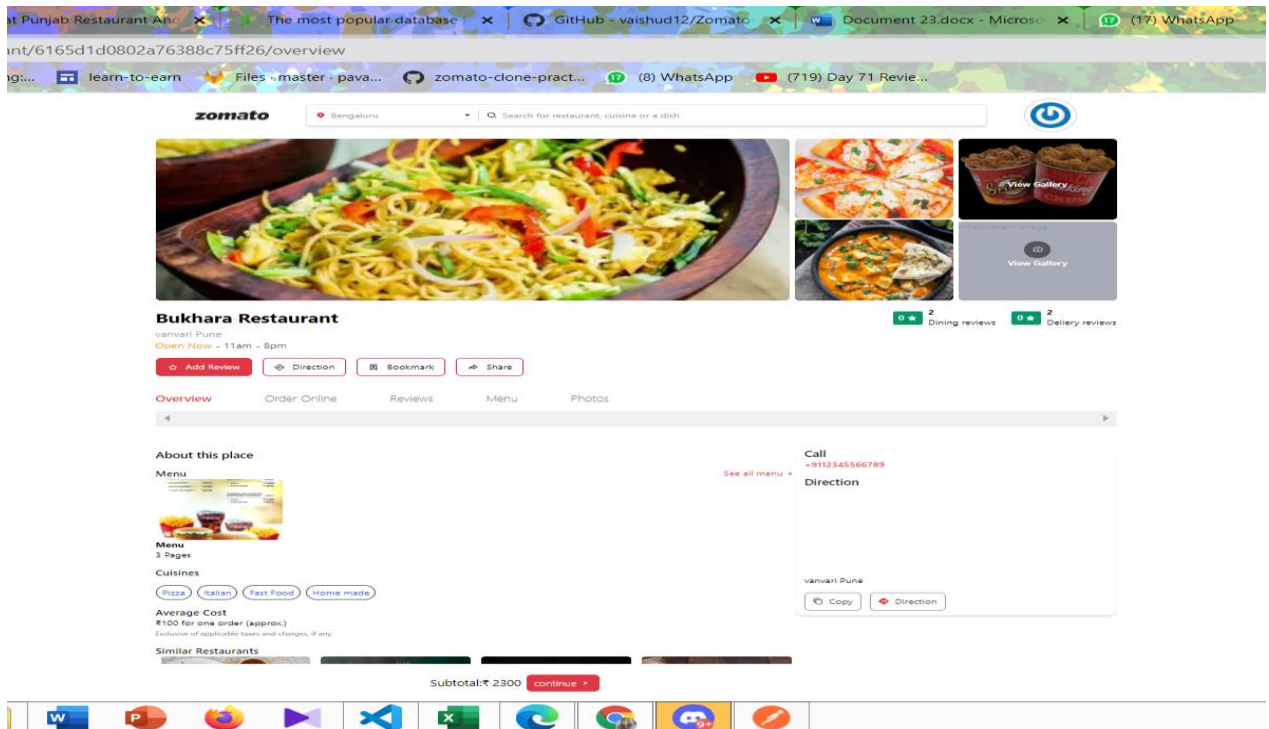 at Punjab Restaurant And
The most popular database
GitHub - vaishud12/Zomato
Document 23.docx - Microso
(17) WhatsApp
ant/6165d1d0802a76388c75ff26/overview
learn-to-earn
Files · master · pava...
zomato-clone-pract...
(8) WhatsApp
(719) Day 71 Revie...
zomato
Bengaluru
Search for restaurant, cuisine or a dish
View Gallery
View Gallery
Bukhara Restaurant
0 ★ 2 Dining reviews
0 ★ 2 Deliery reviews
vanvari Pune
Open Now - 11am - 8pm
Add Review
Direction
Bookmark
Share
Overview
Order Online
Reviews
Menu
Photos
About this place
Menu
See all menu
Menu
3 Pages
Cuisines
Pizza
Italian
Fast Food
Home made
Average Cost
₹100 for one order (approx.)
Exclusive of applicable taxes and charges, if any
Similar Restaurants
Call
+9112345566789
Direction
vanvari Pune
Copy
Direction
Subtotal:₹ 2300
continue